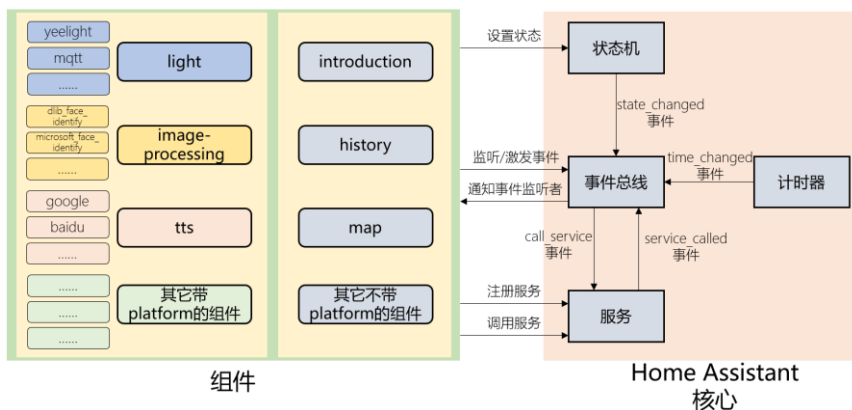 yeelight
mqtt
......
light
dlib_face_
identify
microsoft_face_
identify
......
image-
processing
google
baidu
......
tts
......
......
......
其它带
platform的组件
introduction
history
map
其它不带
platform的组件
组件
设置状态
监听/激发事件
通知事件监听者
注册服务
调用服务
状态机
state_changed
事件
事件总线
time_changed
事件
计时器
call_service
事件
service_called
事件
服务
Home Assistant
核心